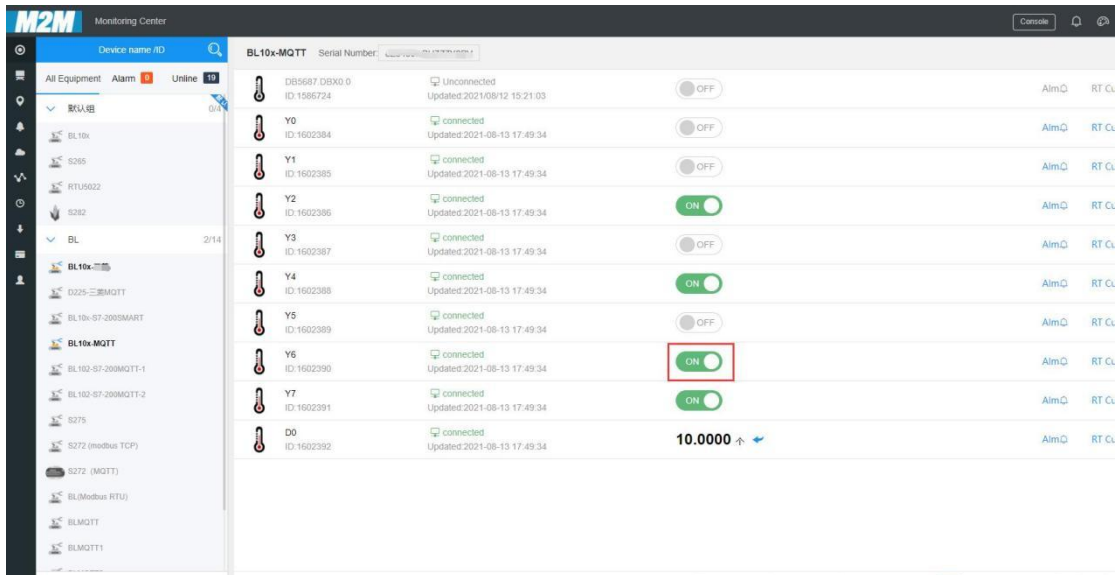 M2M Monitoring Center Console
Device name /ID
All Equipment Alarm 0 Unline 19
默认组 0/4
BL10x
S265
RTU5022
S282
BL 2/14
BL10x-
D225-三菱MQTT
BL10x-S7-200SMART
BL10x-MQTT
BL102-S7-200MQTT-1
BL102-S7-200MQTT-2
S275
S272 (modbus TCP)
S272 (MQTT)
BL(Modbus RTU)
BLMQTT
BLMQTT1
BL10x-MQTT Serial Number:
DB5687.DBX0.0 Unconnected OFF Alm RT Cu
ID:1586724 Updated:2021/08/12 15:21:03
Y0 connected OFF Alm RT Cu
ID:1602384 Updated:2021-08-13 17:49:34
Y1 connected OFF Alm RT Cu
ID:1602385 Updated:2021-08-13 17:49:34
Y2 connected ON Alm RT Cu
ID:1602386 Updated:2021-08-13 17:49:34
Y3 connected OFF Alm RT Cu
ID:1602387 Updated:2021-08-13 17:49:34
Y4 connected ON Alm RT Cu
ID:1602388 Updated:2021-08-13 17:49:34
Y5 connected OFF Alm RT Cu
ID:1602389 Updated:2021-08-13 17:49:34
Y6 connected ON Alm RT Cu
ID:1602390 Updated:2021-08-13 17:49:34
Y7 connected ON Alm RT Cu
ID:1602391 Updated:2021-08-13 17:49:34
D0 connected 10.0000 个 Alm RT Cu
ID:1602392 Updated:2021-08-13 17:49:34